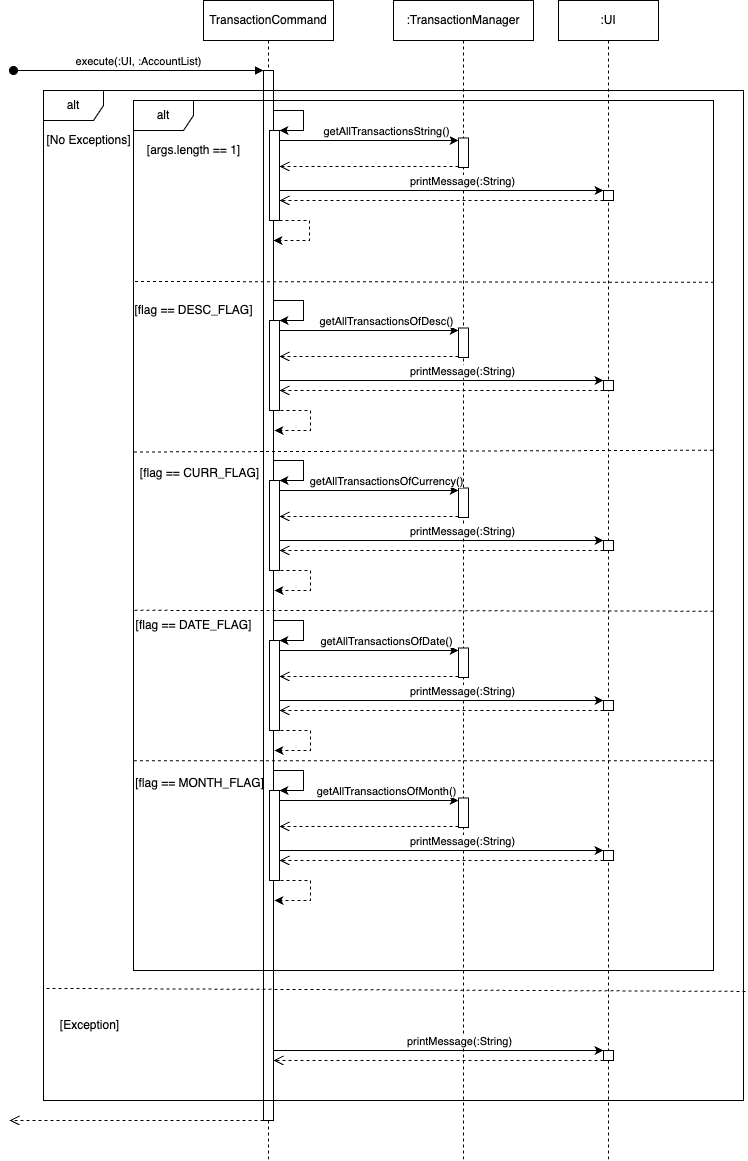 TransactionCommand
:TransactionManager
:UI
execute(:UI, :AccountList)
alt
alt
[No Exceptions]
getAllTransactionsString()
[args.length == 1]
printMessage(:String)
[flag == DESC_FLAG]
getAllTransactionsOfDesc()
printMessage(:String)
[flag == CURR_FLAG]
getAllTransactionsOfCurrency()
printMessage(:String)
[flag == DATE_FLAG]
getAllTransactionsOfDate()
printMessage(:String)
[flag == MONTH_FLAG]
getAllTransactionsOfMonth()
printMessage(:String)
[Exception]
printMessage(:String)